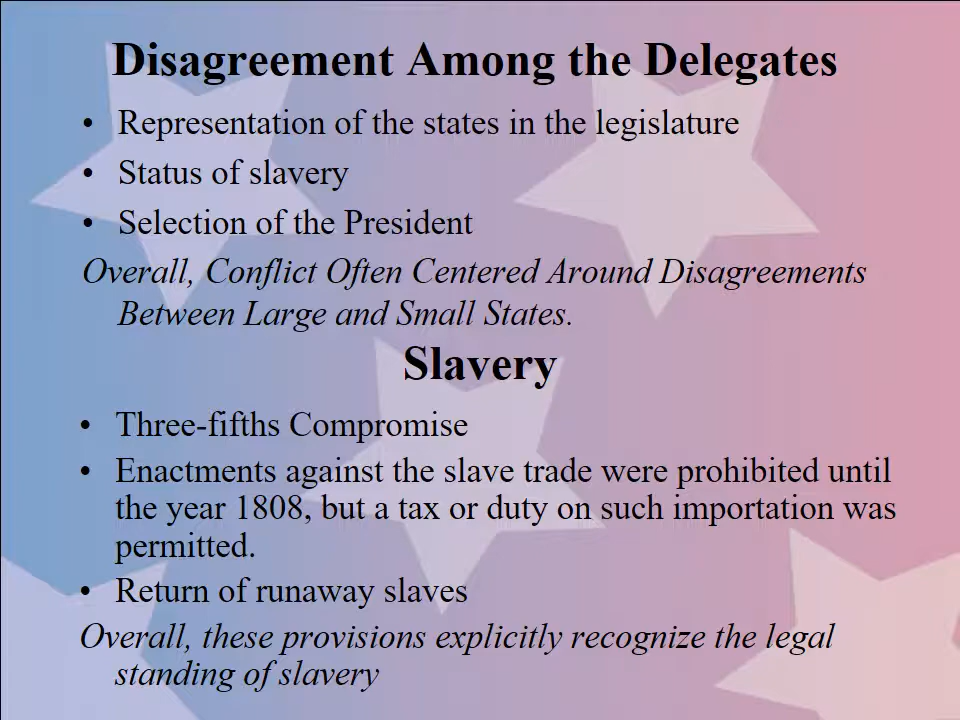 Disagreement Among the Delegates
• Representation of the states in the legislature
• Status of slavery
• Selection of the President
Overall, Conflict Often Centered Around Disagreements
Between Large and Small States.
Slavery
• Three-fifths Compromise
• Enactments against the slave trade were prohibited until
the year 1808, but a tax or duty on such importation was
permitted.
• Return of runaway slaves
Overall, these provisions explicitly recognize the legal
standing of slavery